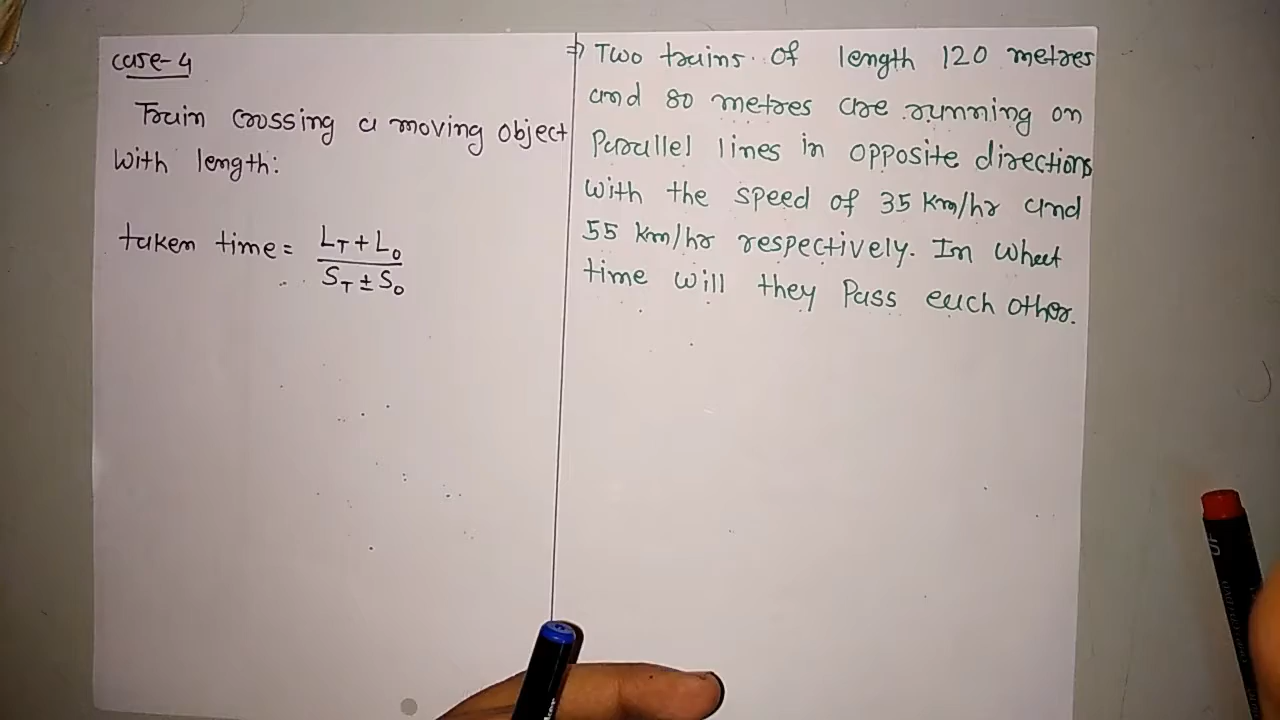 Case-4
Train crossing a moving object
with length:
taken time = (L_T + L_0) / (S_T ± S_0)
⇒ Two trains of length 120 metres
and 80 metres are running on
Parallel lines in opposite directions
with the speed of 35 km/hr and
55 km/hr respectively. In what
time will they Pass each other.